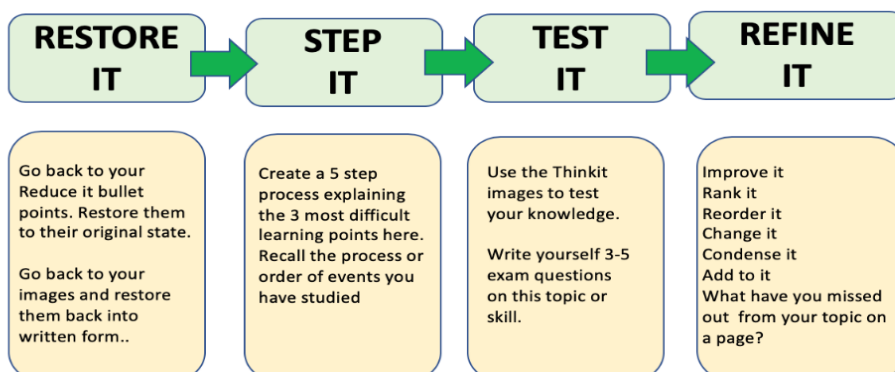 RESTORE
IT
STEP
IT
TEST
IT
REFINE
IT
Go back to your
Reduce it bullet
points. Restore them
to their original state.
Go back to your
images and restore
them back into
written form..
Create a 5 step
process explaining
the 3 most difficult
learning points here.
Recall the process or
order of events you
have studied
Use the Thinkit
images to test
your knowledge.
Write yourself 3-5
exam questions
on this topic or
skill.
Improve it
Rank it
Reorder it
Change it
Condense it
Add to it
What have you missed
out from your topic on
a page?